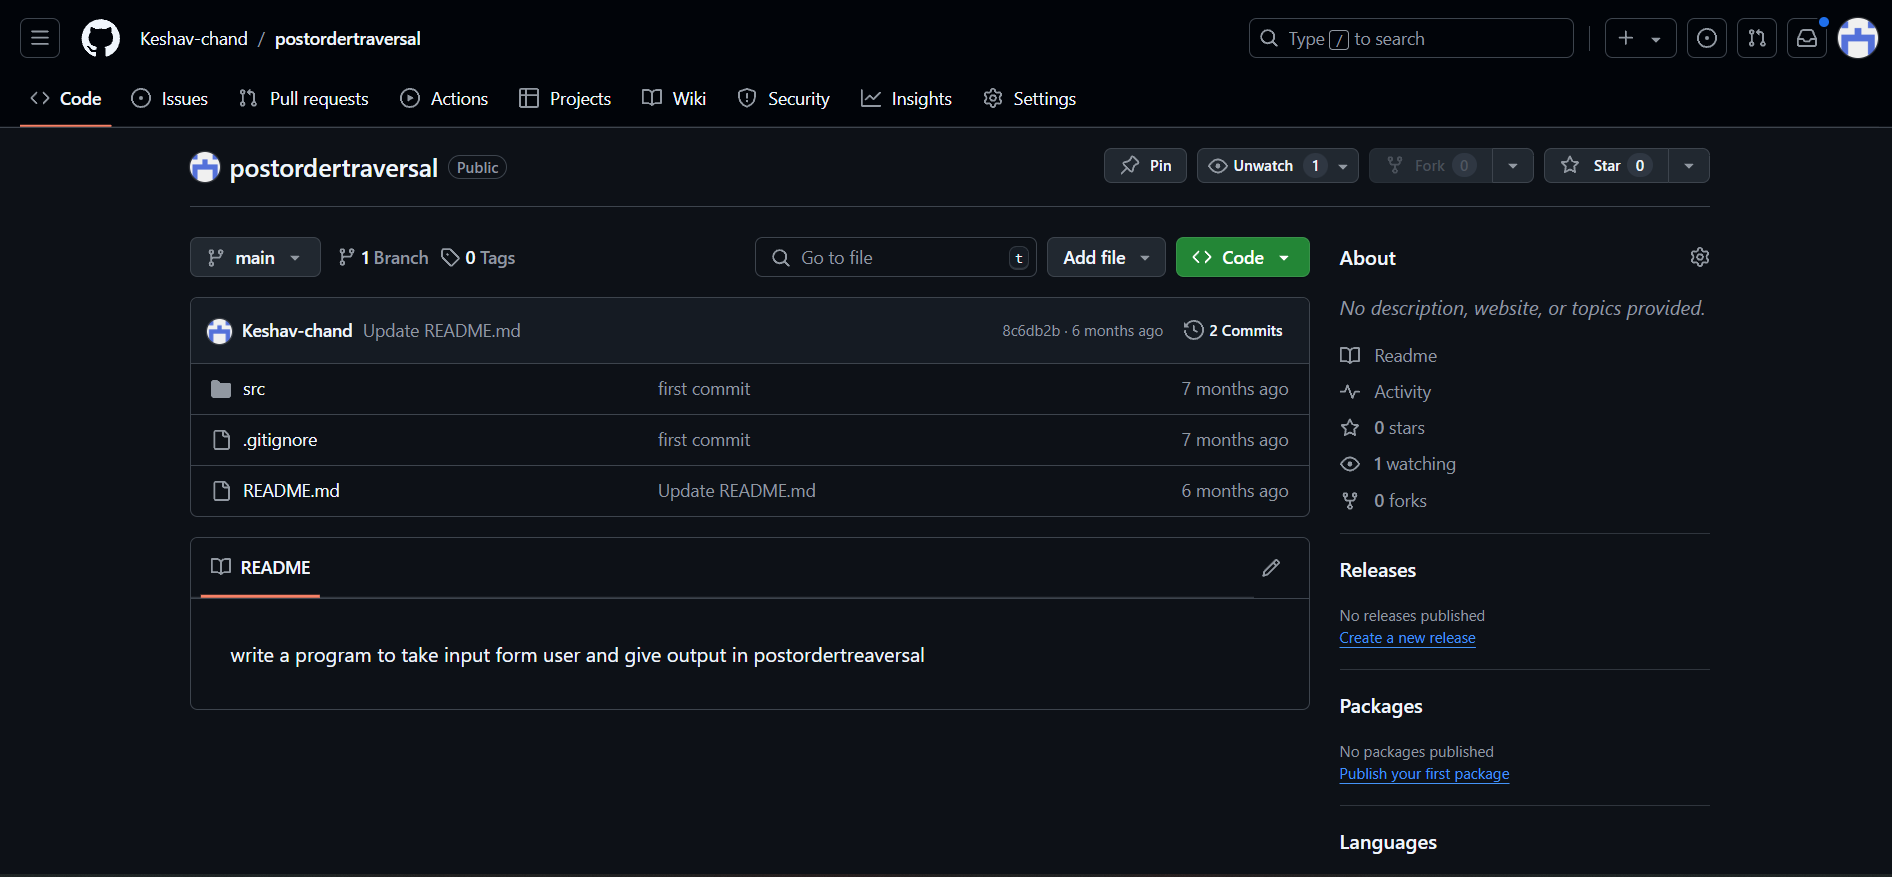 Keshav-chand / postordertraversal
Type / to search
Code Issues Pull requests Actions Projects Wiki Security Insights Settings
postordertraversal Public
Pin Unwatch 1 Fork 0 Star 0
main 1 Branch 0 Tags Go to file t Add file Code
Keshav-chand Update README.md 8c6db2b · 6 months ago 2 Commits
src first commit 7 months ago
.gitignore first commit 7 months ago
README.md Update README.md 6 months ago
README
write a program to take input form user and give output in postordertreaversal
About
No description, website, or topics provided.
Readme
Activity
0 stars
1 watching
0 forks
Releases
No releases published
Create a new release
Packages
No packages published
Publish your first package
Languages